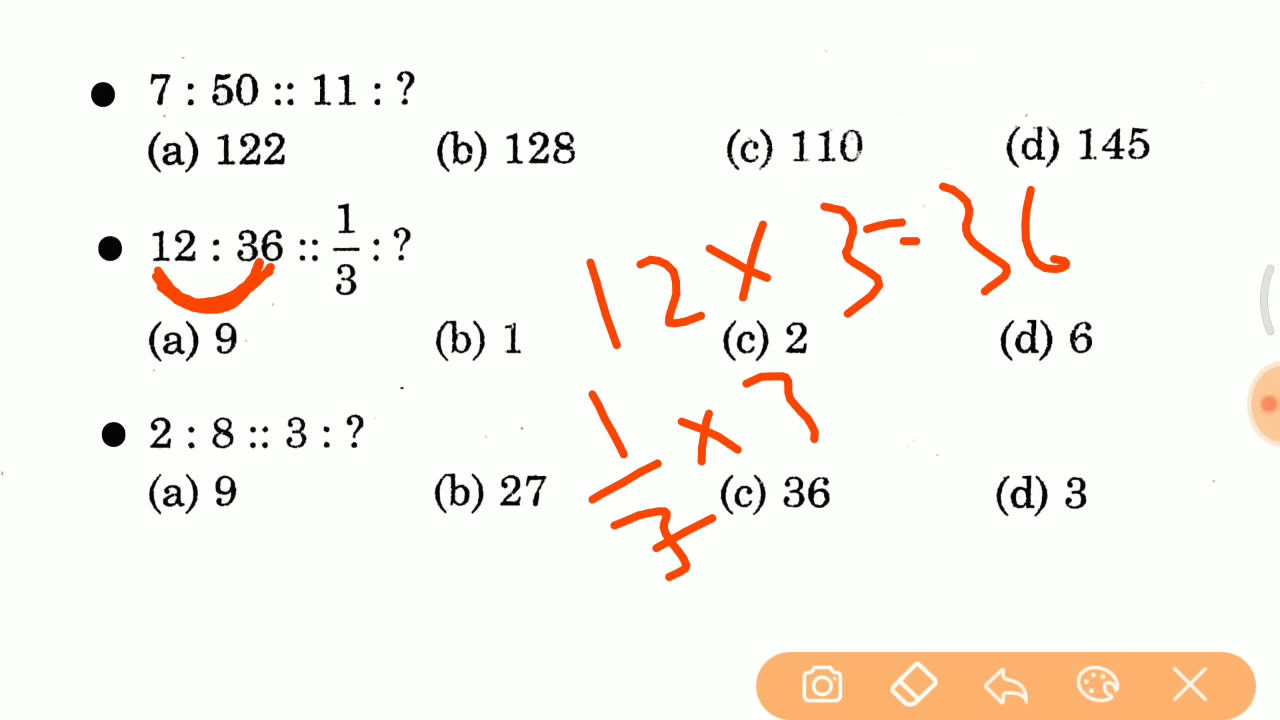 ● 7 : 50 :: 11 : ?
(a) 122 (b) 128 (c) 110 (d) 145
● 12 : 36 :: 1/3 : ?
12 × 3 = 36
(a) 9 (b) 1 (c) 2 (d) 6
1/3 × 3
● 2 : 8 :: 3 : ?
(a) 9 (b) 27 (c) 36 (d) 3